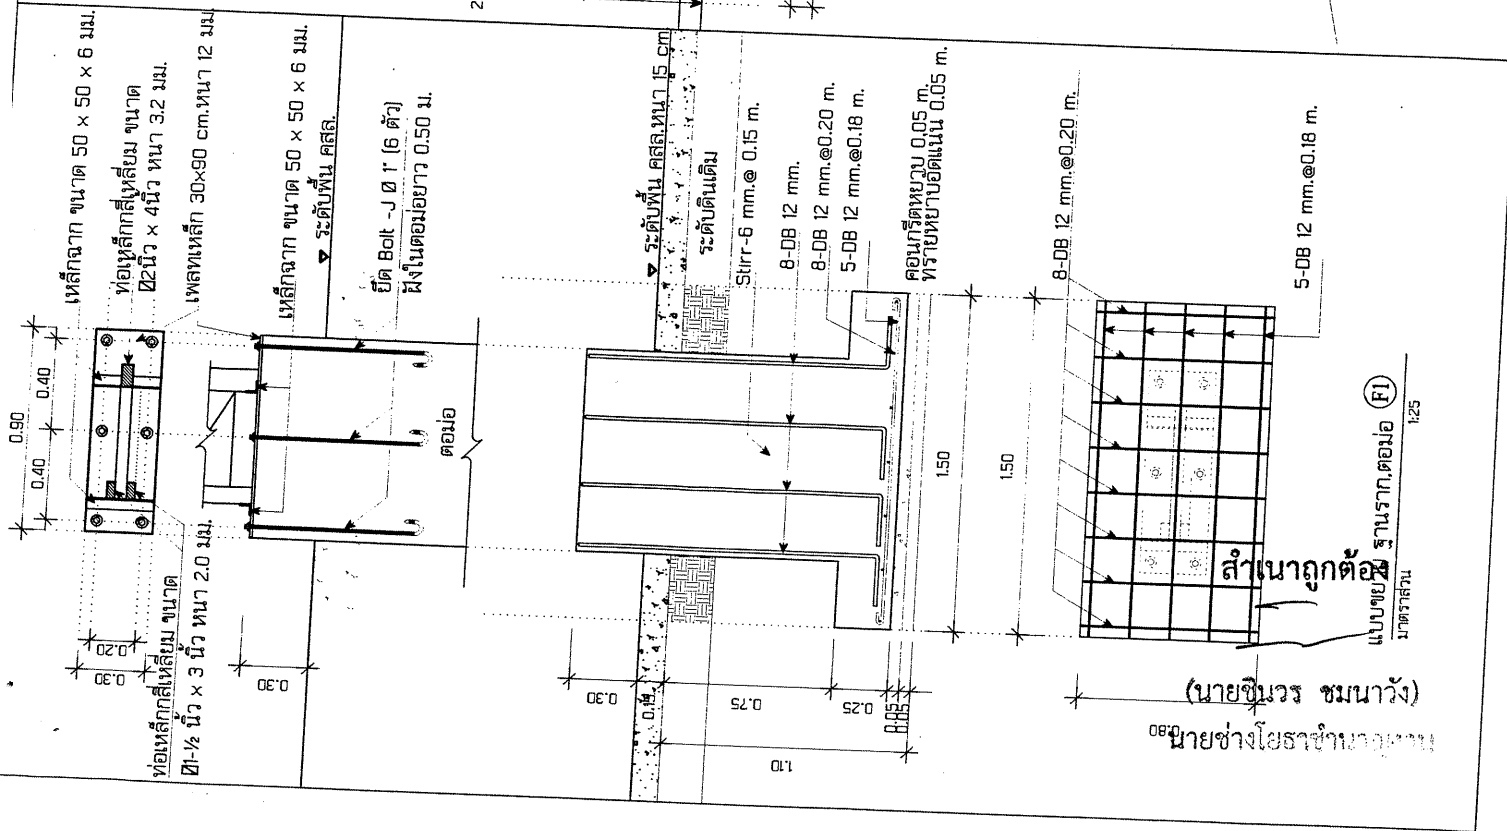 2
เหล็กฉาก ขนาด 50 x 50 x 6 มม.
ท่อเหล็กกลี่เหลี่ยม ขนาด
Ø2นิ้ว x 4นิ้ว หนา 3.2 มม.
เพลทเหล็ก 30x90 cm.หนา 12 มม.
เหล็กฉาก ขนาด 50 x 50 x 6 มม.
ระดับพื้น คสล.
ยึด Bolt -J Ø 1" (6 ตัว)
ฝังในตอม่อยาว 0.50 ม.
0.90
0.40
0.40
0.20
0.30
ท่อเหล็กกลี่เหลี่ยม ขนาด
Ø1-½ นิ้ว x 3 นิ้ว หนา 2.0 มม.
0.30
ตอม่อ
ระดับพื้น คสล.หนา 15 cm
ระดับดินเดิม
Stirr-6 mm.@ 0.15 m.
8-DB 12 mm.
8-DB 12 mm.@0.20 m.
5-DB 12 mm.@0.18 m.
คอนกรีตหยาบ 0.05 m.
ทรายหยาบอัดแน่น 0.05 m.
0.30
0.15
0.75
0.25
0.05
0.05
1.10
1.50
1.50
8-DB 12 mm.@0.20 m.
5-DB 12 mm.@0.18 m.
0.80
แบบขยาย ฐานราก,ตอม่อ F1
มาตราส่วน 1:25
สำเนาถูกต้อง
(นายชินวร ชมนาวัง)
นายช่างโยธาชำนาญงาน